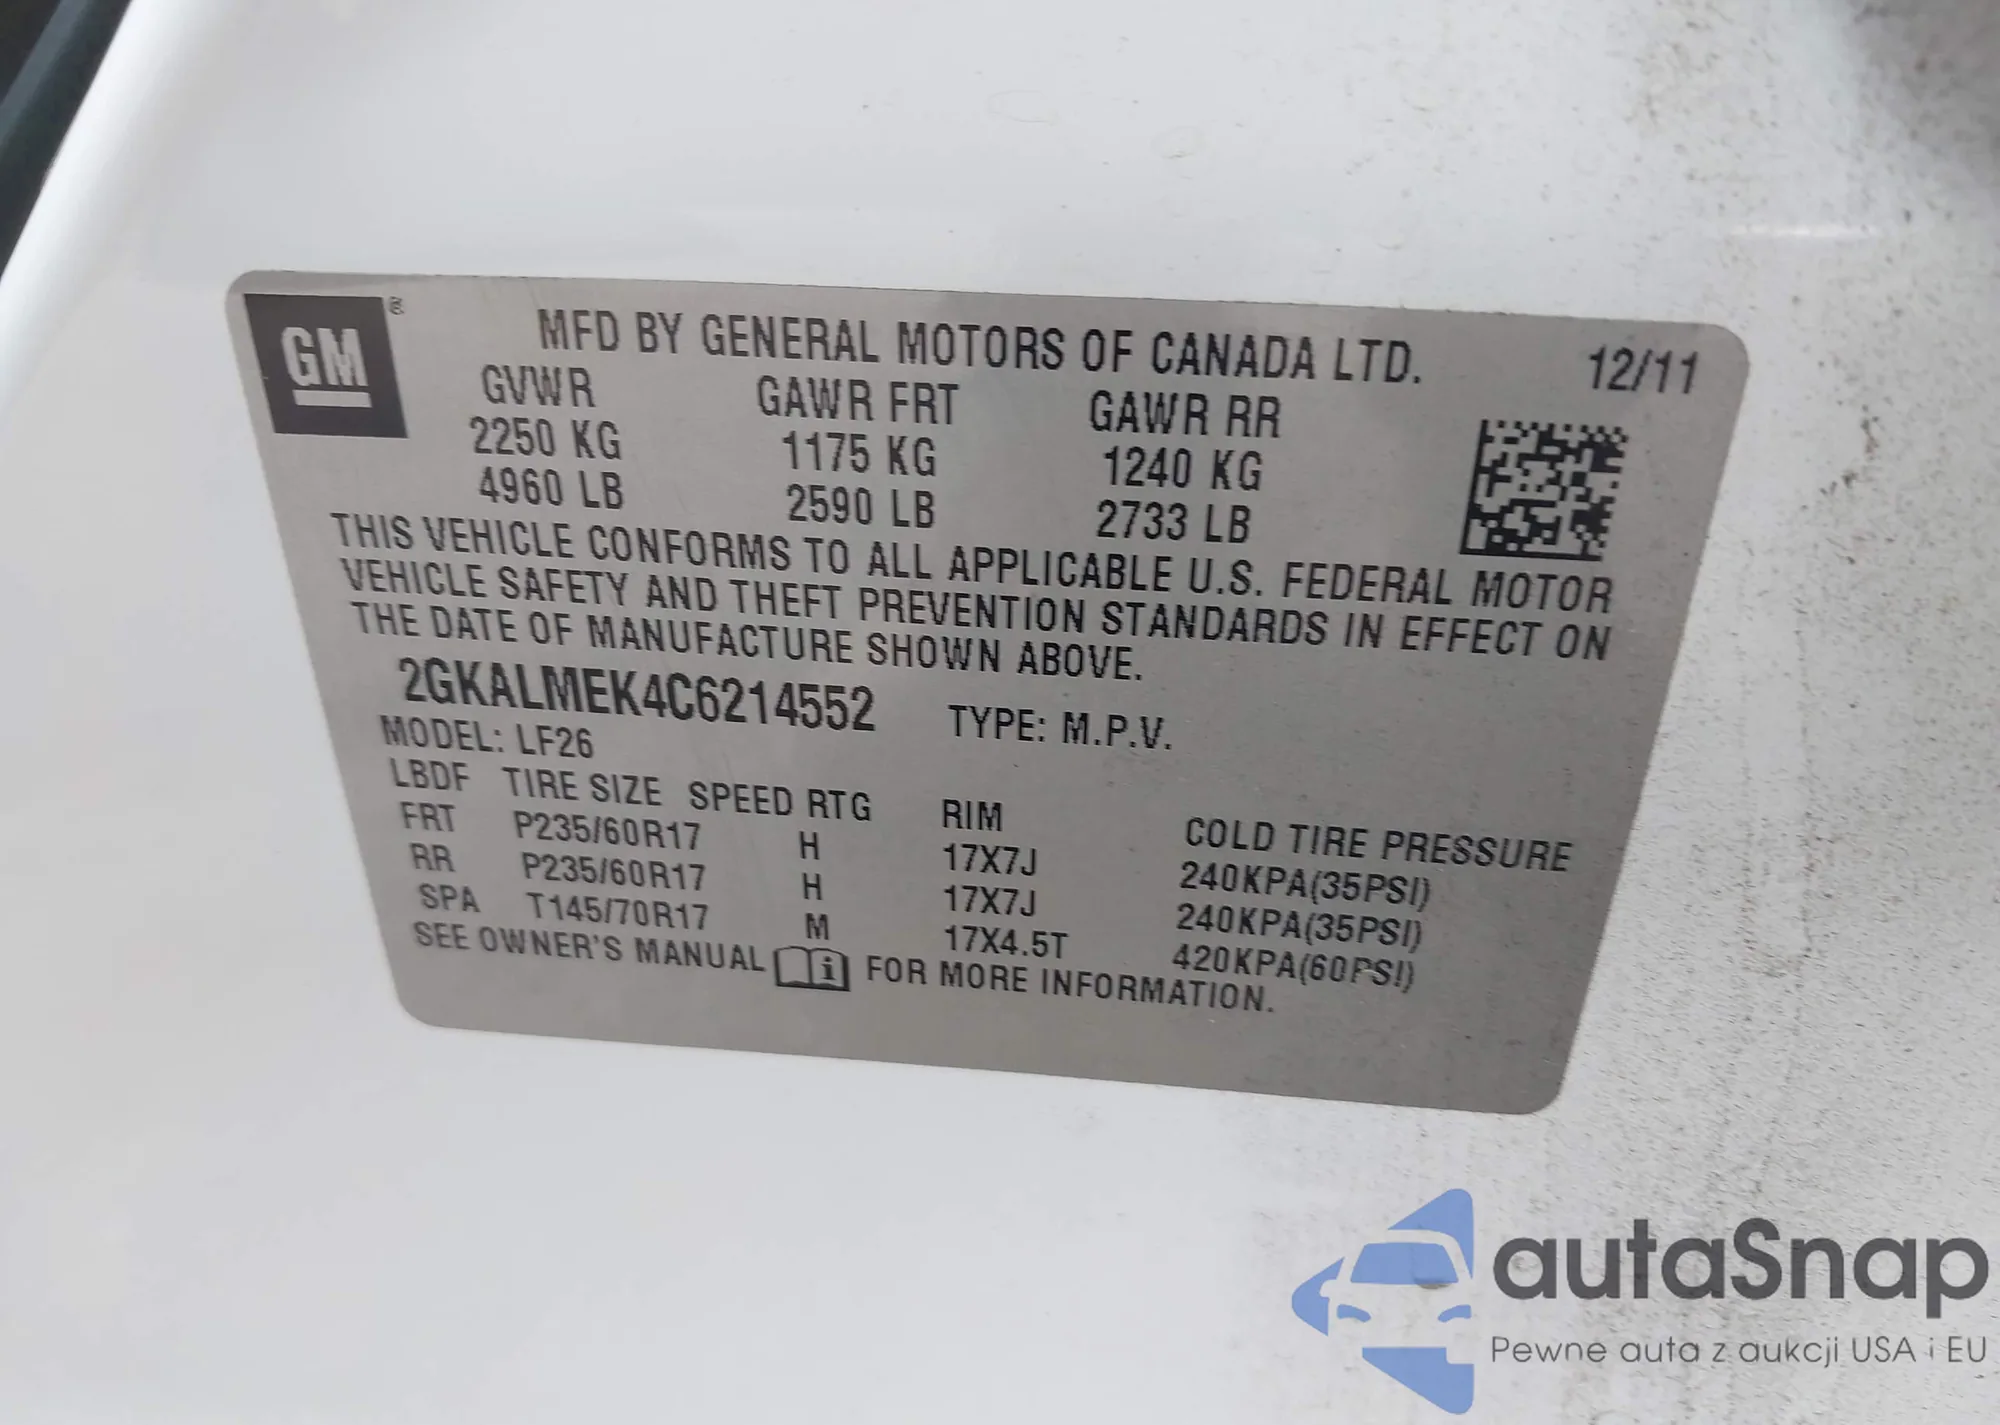 GM ®
MFD BY GENERAL MOTORS OF CANADA LTD. 12/11
GVWR GAWR FRT GAWR RR
2250 KG 1175 KG 1240 KG
4960 LB 2590 LB 2733 LB
THIS VEHICLE CONFORMS TO ALL APPLICABLE U.S. FEDERAL MOTOR
VEHICLE SAFETY AND THEFT PREVENTION STANDARDS IN EFFECT ON
THE DATE OF MANUFACTURE SHOWN ABOVE.
2GKALMEK4C6214552 TYPE: M.P.V.
MODEL: LF26
LBDF TIRE SIZE SPEED RTG RIM COLD TIRE PRESSURE
FRT P235/60R17 H 17X7J 240KPA(35PSI)
RR P235/60R17 H 17X7J 240KPA(35PSI)
SPA T145/70R17 M 17X4.5T 420KPA(60PSI)
SEE OWNER'S MANUAL i FOR MORE INFORMATION.
autaSnap
Pewne auta z aukcji USA i EU